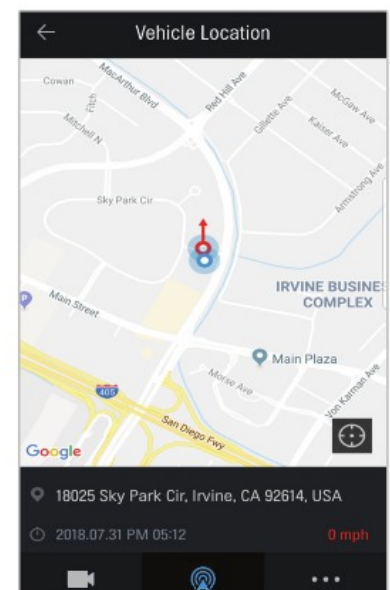 Vehicle Location
Cowan
MacArthur Blvd
Fitch
Mitchell N
Red Hill Ave
Gillette Ave
McGaw Ave
Kaiser Ave
Armstrong Ave
Sky Park Cir
IRVINE BUSINE
COMPLEX
P
Main Street
Main Plaza
Morse Ave
Von Karman Ave
405
San Diego Fwy
Google
18025 Sky Park Cir, Irvine, CA 92614, USA
2018.07.31 PM 05:12
0 mph